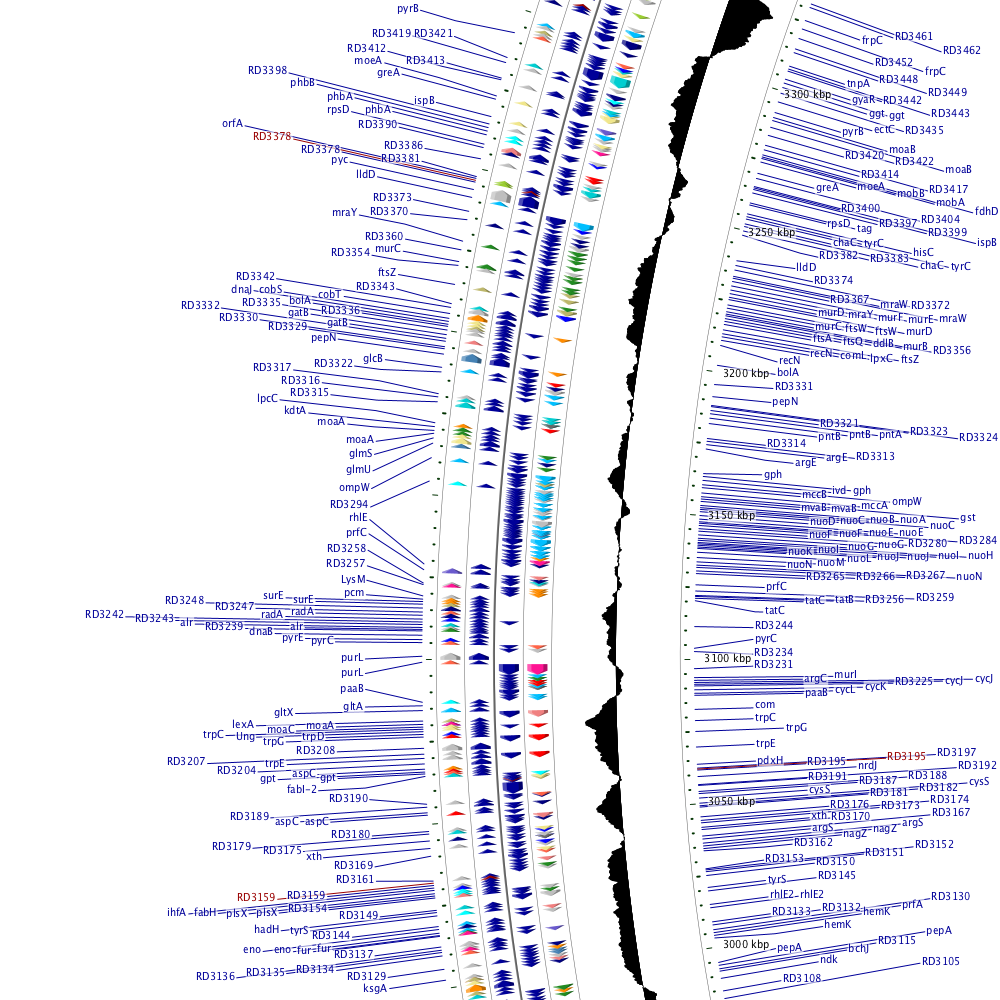 pyrB
RD3419 RD3421
RD3412
moeA RD3413
greA
RD3398
phbB
phbA ispB
rpsD phbA
RD3390
orfA
RD3378
RD3386
RD3378
pyc RD3381
lldD
RD3373
mraY RD3370
RD3360
murC
RD3354
ftsZ
RD3342
RD3343
dnaJ cobS
cobT
RD3332 RD3335 bolA
RD3336
gatB
RD3330
gatB
RD3329
pepN
glcB
RD3322
RD3317
RD3316
RD3315
lpcC
kdtA
moaA
moaA
glmS
glmU
ompW
RD3294
rhlE
prfC
RD3258
RD3257
LysM
pcm
surE
RD3248 surE
RD3247
RD3242 RD3243 radA radA
alr RD3239 alr
dnaB
pyrE pyrC
purL
purL
paaB
gltA
gltX
lexA moaA
trpC Ung moaC trpD
trpG
RD3208
RD3207 trpE
RD3204 aspC
gpt gpt
fabI-2
RD3190
RD3189
aspC aspC
RD3180
RD3179
RD3175
xth
RD3169
RD3161
RD3159 RD3159
ihfA fabH plsX plsX RD3154
RD3149
hadH tyrS
RD3144
eno eno fur fur
RD3137
RD3136 RD3135 RD3134
RD3129
ksgA
RD3461
frpC
RD3462
RD3452
frpC
RD3448
tnpA
RD3449
3300 kbp
gyaR RD3442
ggt ggt RD3443
pyrB ectC RD3435
moaB
RD3420 RD3422
moaB
RD3414
greA moeA mobB RD3417
mobA
RD3400 fdhD
RD3404
rpsD tag RD3397
3250 kbp
RD3399
chaC tyrC ispB
RD3382 hisC
RD3383
lldD chaC tyrC
RD3374
RD3367
mraW RD3372
murD mraY murF murE mraW
murC ftsW ftsW murD
ftsA ftsQ ddlB murB
RD3356
recN comL lpxC ftsZ
recN
3200 kbp bolA
RD3331
pepN
RD3321
pntB pntB pntA RD3323
RD3324
RD3314
argE RD3313
argE
gph
mccB ivd gph
mvaB mvaB mccA ompW
3150 kbp
nuoD nuoC nuoB nuoA gst
nuoC
nuoF nuoF nuoE nuoE
nuoK nuoI nuoG nuoG RD3280 RD3284
nuoN nuoM nuoL nuoJ nuoJ nuoI nuoH
RD3265 RD3266 RD3267 nuoN
prfC
tatC tatB RD3256 RD3259
tatC
RD3244
pyrC
RD3234
3100 kbp
RD3231
argC murI
RD3225 cycJ cycJ
paaB cycL cycK
com
trpC
trpG
trpE
pdxH RD3195 RD3195 RD3197
nrdJ RD3192
RD3191 RD3188
cysS RD3187 cysS
RD3181 RD3182
3050 kbp
RD3176 RD3173 RD3174
xth RD3170 RD3167
argS nagZ nagZ argS
RD3162
RD3152
RD3153 RD3150 RD3151
tyrS RD3145
rhlE2 rhlE2
RD3130
RD3133 RD3132 hemK prfA
hemK
3000 kbp
pepA
pepA bchJ RD3115
ndk
RD3105
RD3108